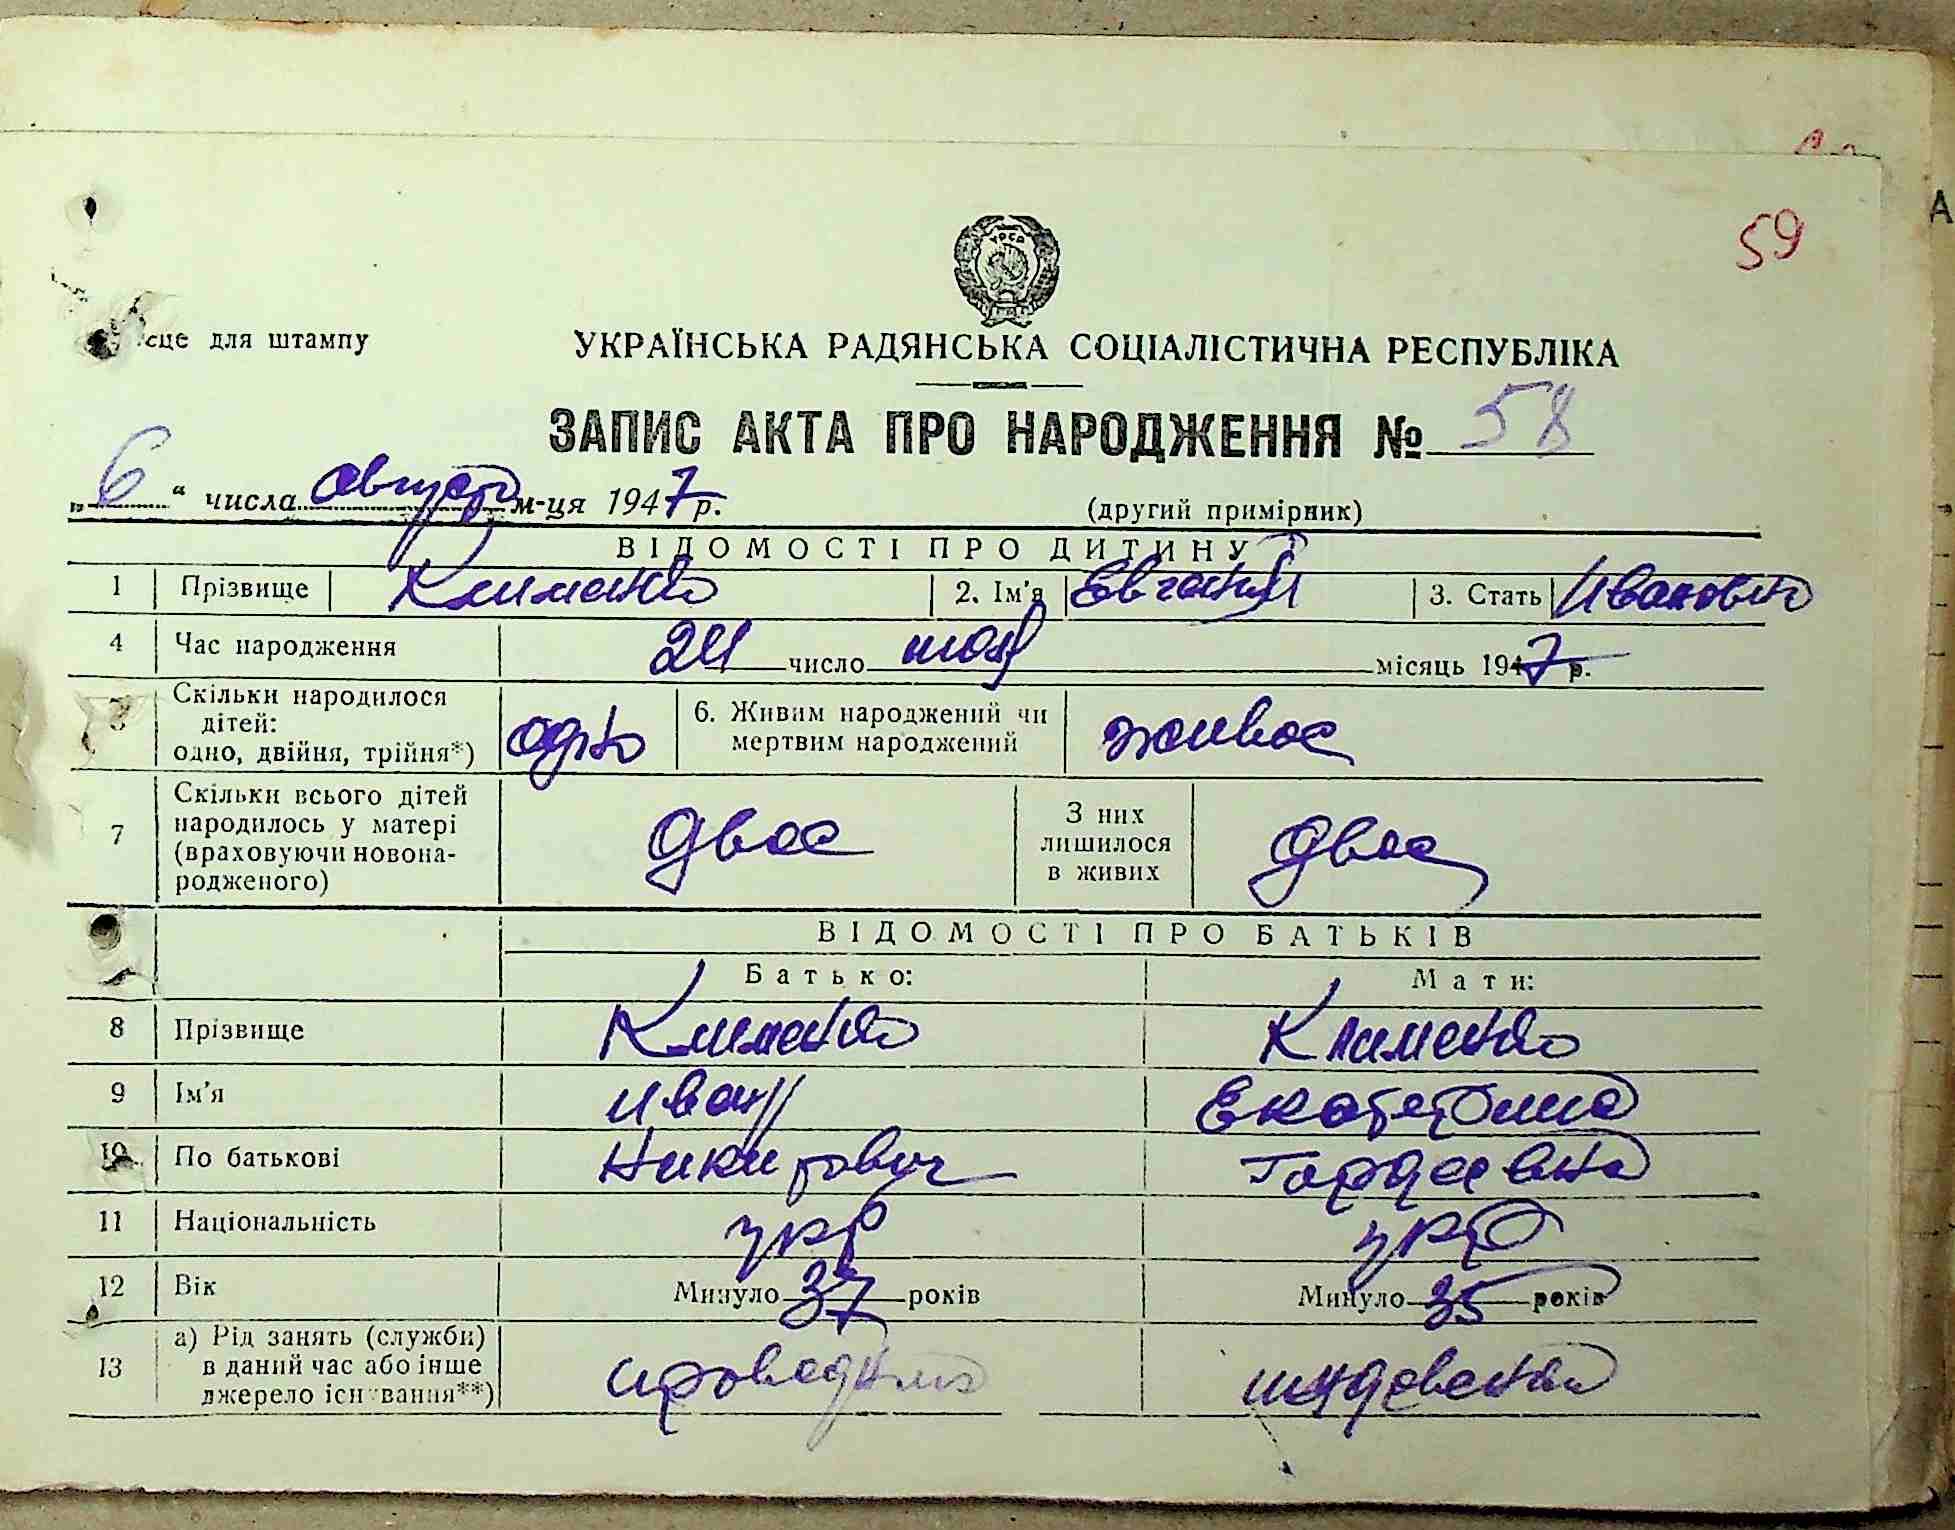 59
сце для штампу
УКРАЇНСЬКА РАДЯНСЬКА СОЦІАЛІСТИЧНА РЕСПУБЛІКА
ЗАПИС АКТА ПРО НАРОДЖЕННЯ № 58
„6“ числа август м-ця 1947 р.
(другий примірник)
ВІДОМОСТІ ПРО ДИТИНУ
1 Прізвище Клименко 2. Ім'я Евгений 3. Стать Иванович
4 Час народження 24 число мая місяць 1947 р.
5 Скільки народилося дітей: одно, двійня, трійня*) одно 6. Живим народжений чи мертвим народжений живое
7 Скільки всього дітей народилось у матері (враховуючи новонародженого) двое З них лишилося в живих двое
ВІДОМОСТІ ПРО БАТЬКІВ
Батько: Мати:
8 Прізвище Клименко Клименко
9 Ім'я Иван Екатерина
10 По батькові Никитович Гордеевна
11 Національність укр укр
12 Вік Минуло 37 років Минуло 35 років
13 а) Рід занять (служби) в даний час або інше джерело існування**)